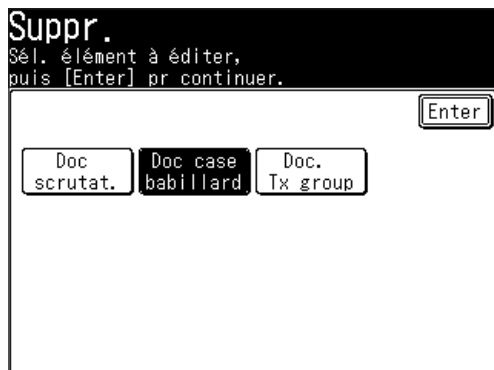 Suppr.
Sél. élément à éditer,
puis [Enter] pr continuer.
Enter
Doc
scrutat.
Doc case
babillard
Doc.
Tx group